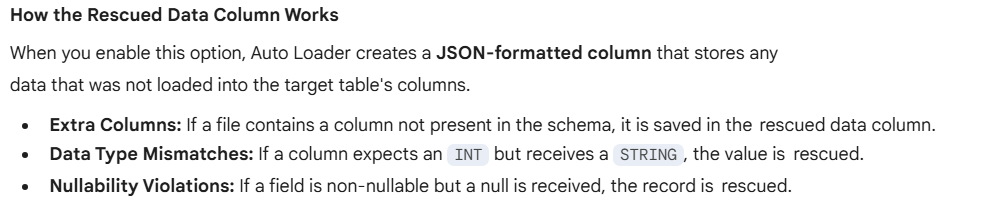 How the Rescued Data Column Works
When you enable this option, Auto Loader creates a JSON-formatted column that stores any
data that was not loaded into the target table's columns.
• Extra Columns: If a file contains a column not present in the schema, it is saved in the rescued data column.
• Data Type Mismatches: If a column expects an INT but receives a STRING, the value is rescued.
• Nullability Violations: If a field is non-nullable but a null is received, the record is rescued.